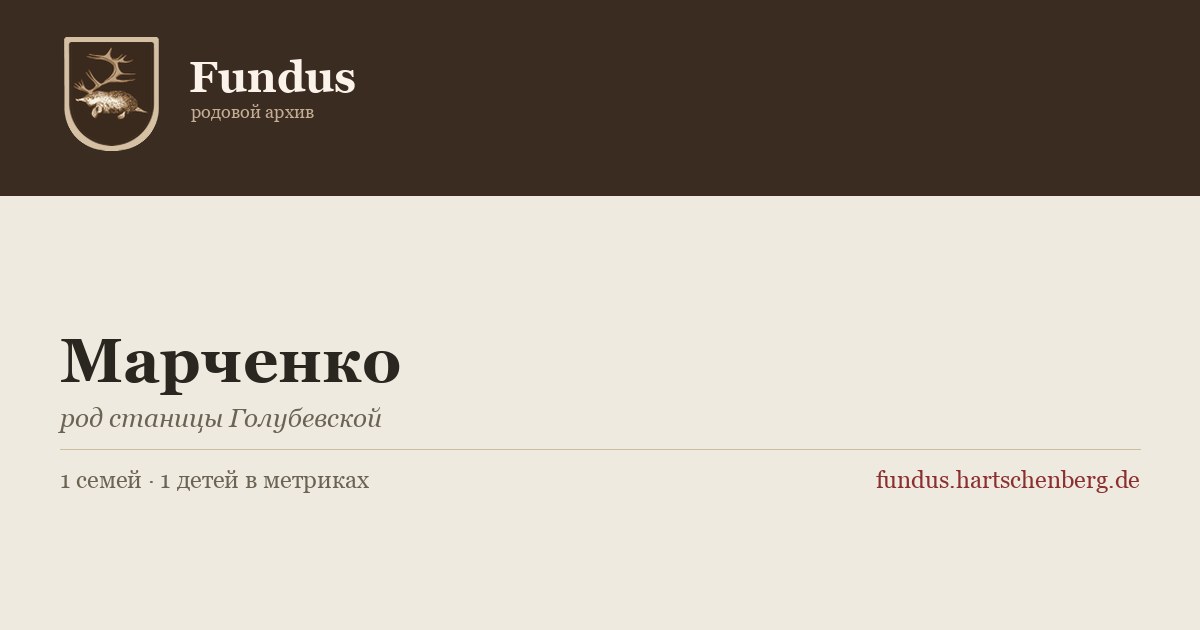 Fundus
родовой архив
Марченко
род станицы Голубевской
1 семей · 1 детей в метриках
fundus.hartschenberg.de